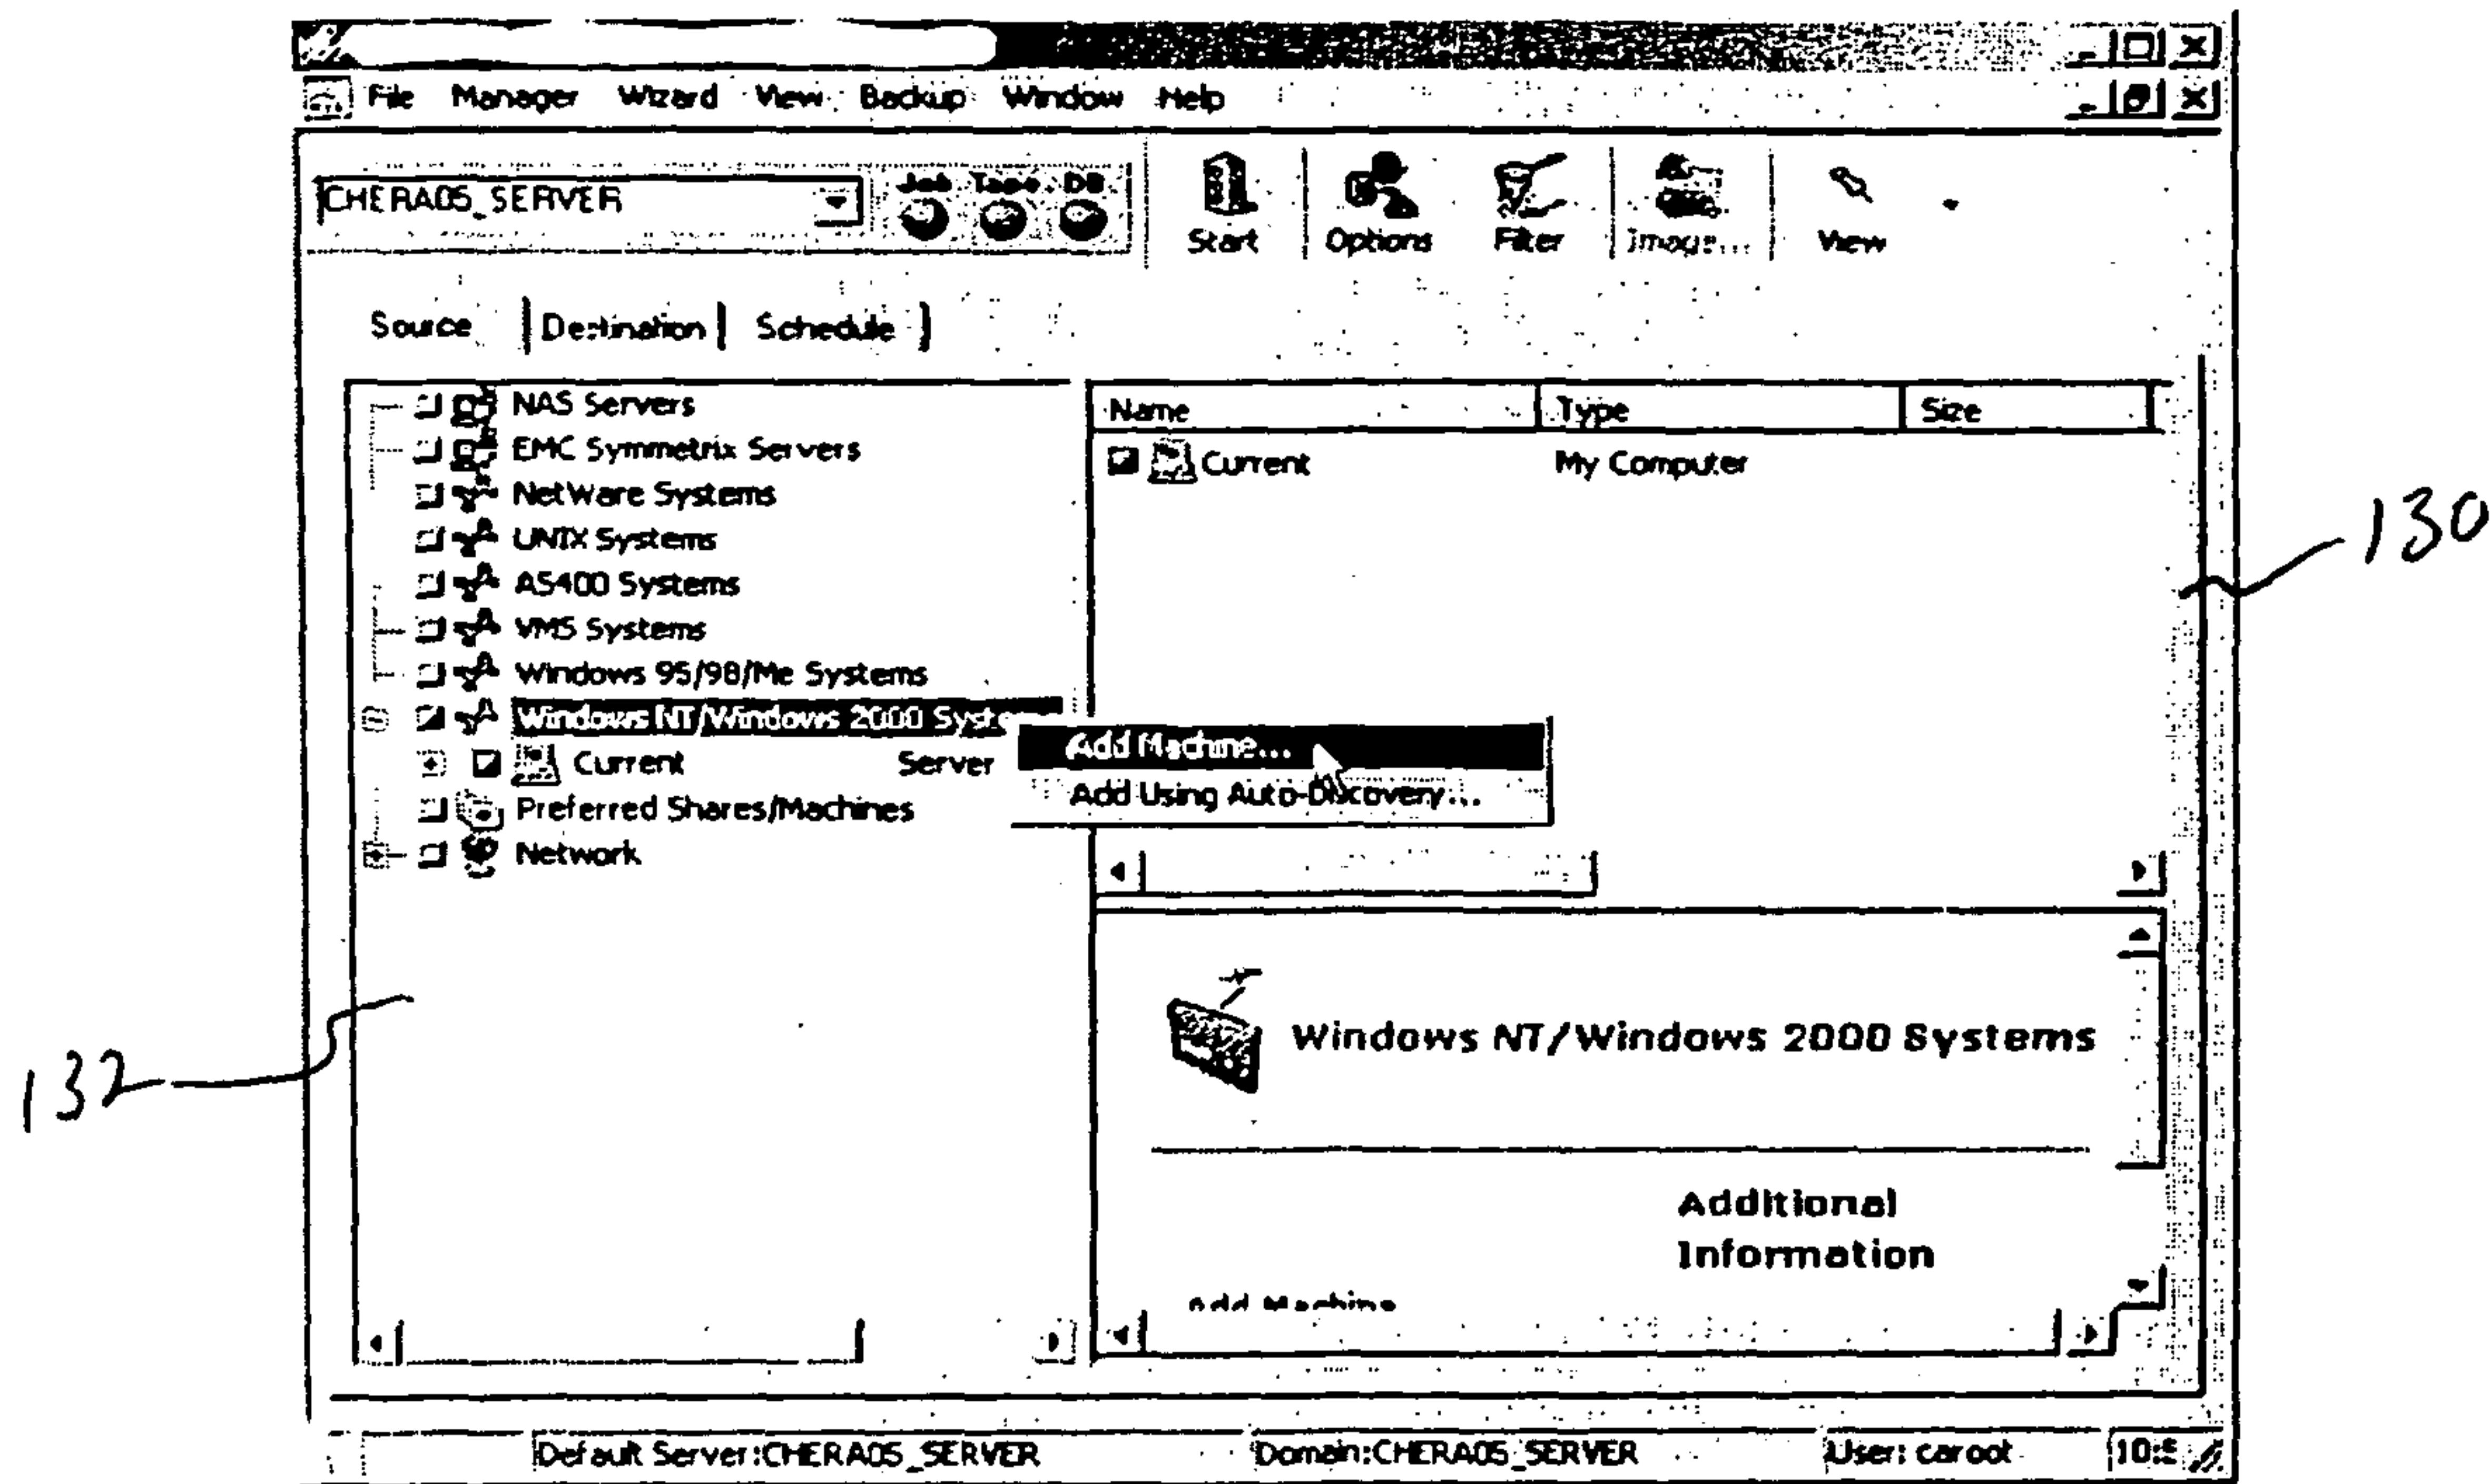 File Manager Wizard View Backup Window Help
CHERA05_SERVER
Job Tape DB
Start Options Filter Image... View
Source Destination Schedule
NAS Servers
EMC Symmetrix Servers
NetWare Systems
UNIX Systems
AS400 Systems
VMS Systems
Windows 95/98/Me Systems
Windows NT/Windows 2000 Syste
Current Server
Preferred Shares/Machines
Network
Add Machine...
Add Using Auto-Discovery...
Name Type Size
Current My Computer
130
132
Windows NT/Windows 2000 Systems
Additional
Information
Add Machine
Default Server:CHERA05_SERVER Domain:CHERA05_SERVER User: caroot